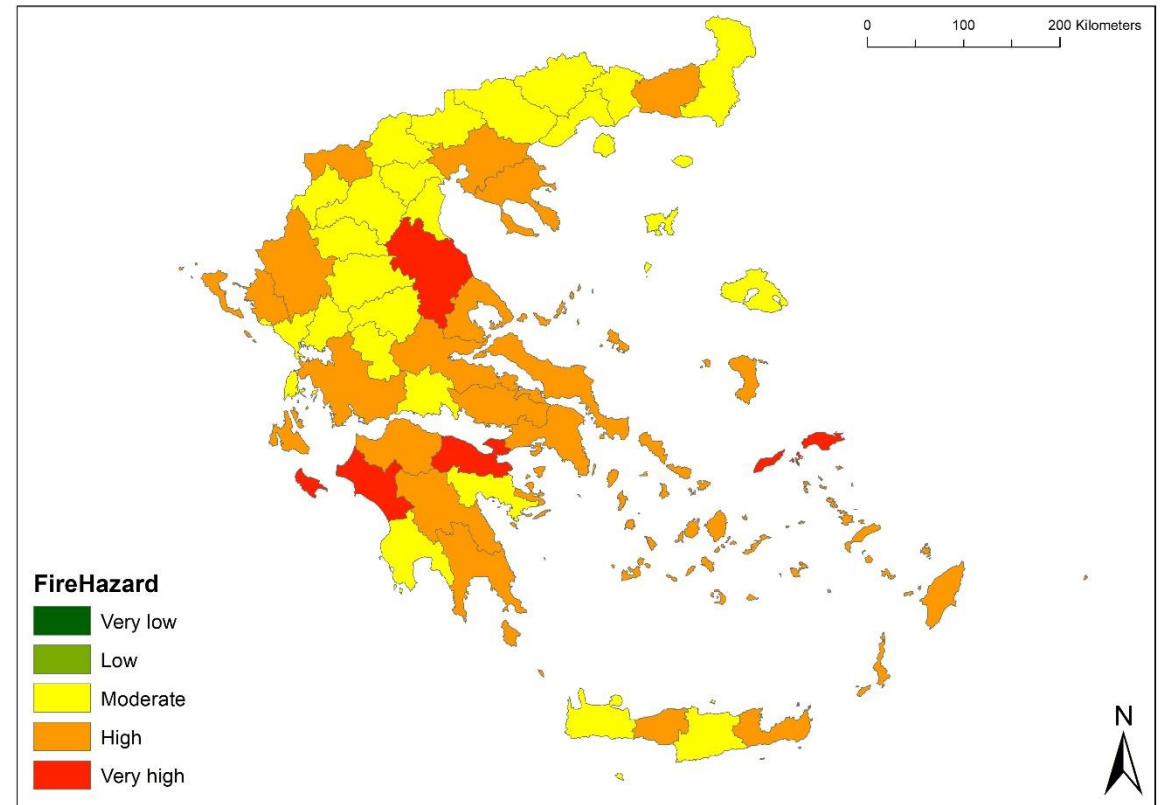 0 100 200 Kilometers
FireHazard
Very low
Low
Moderate
High
Very high
N